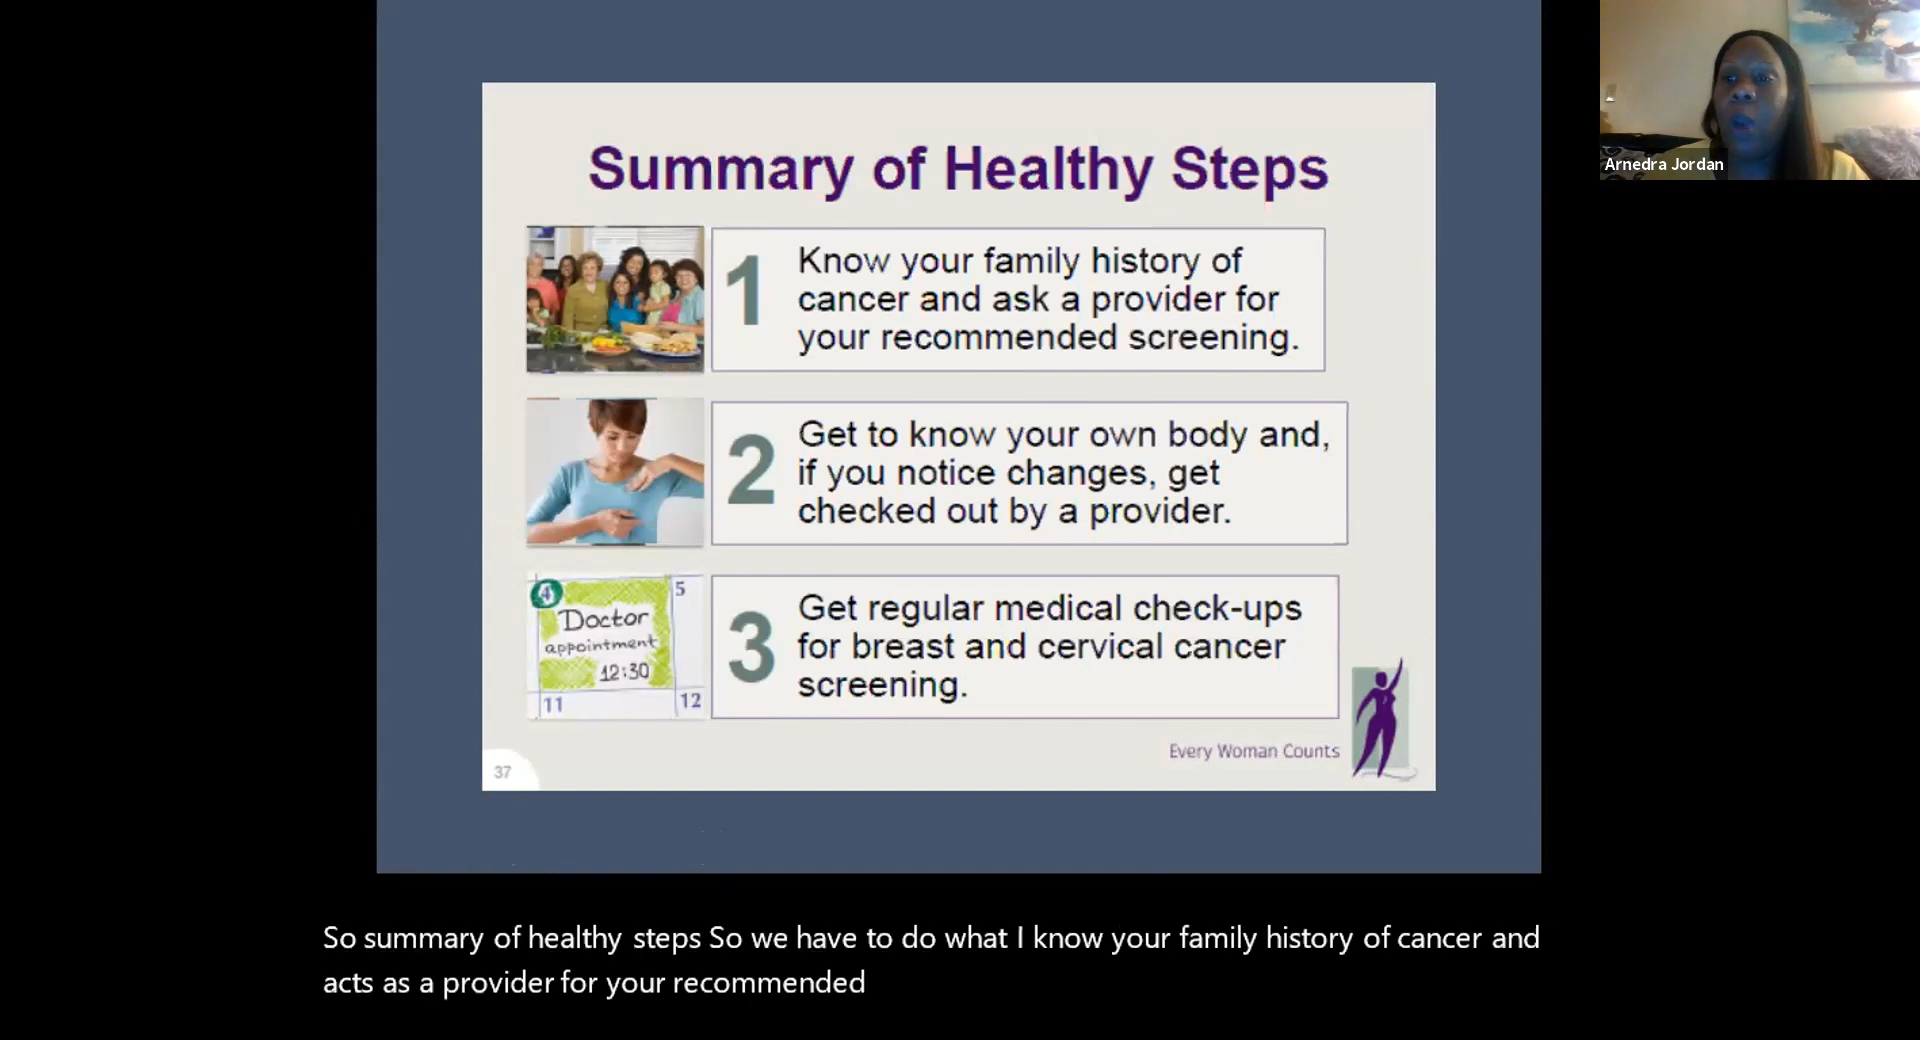 Summary of Healthy Steps
1
Know your family history of
cancer and ask a provider for
your recommended screening.
2
Get to know your own body and,
if you notice changes, get
checked out by a provider.
4
5
Doctor
appointment
12:30
11
12
3
Get regular medical check-ups
for breast and cervical cancer
screening.
Every Woman Counts
37
Arnedra Jordan
So summary of healthy steps So we have to do what I know your family history of cancer and
acts as a provider for your recommended